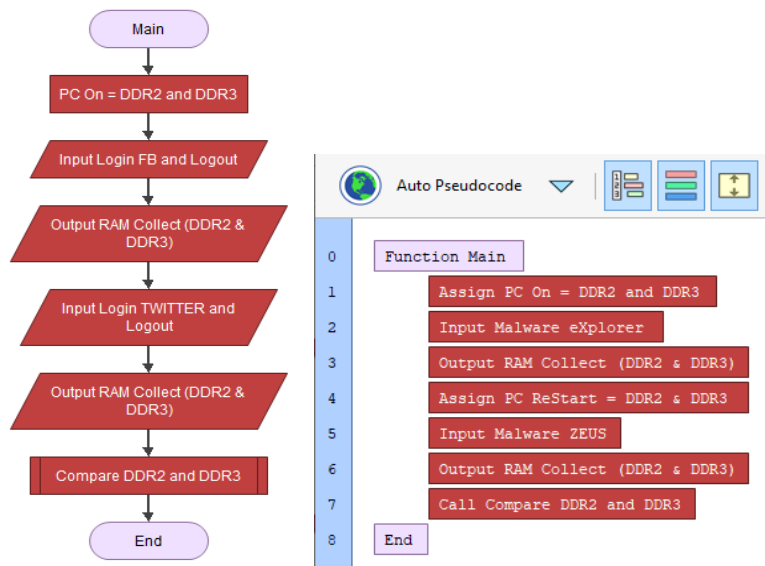 Main
PC On = DDR2 and DDR3
Input Login FB and Logout
Output RAM Collect (DDR2 &
DDR3)
Input Login TWITTER and
Logout
Output RAM Collect (DDR2 &
DDR3)
Compare DDR2 and DDR3
End
Auto Pseudocode
1
2
3
0 Function Main
1 Assign PC On = DDR2 and DDR3
2 Input Malware eXplorer
3 Output RAM Collect (DDR2 & DDR3)
4 Assign PC ReStart = DDR2 & DDR3
5 Input Malware ZEUS
6 Output RAM Collect (DDR2 & DDR3)
7 Call Compare DDR2 and DDR3
8 End